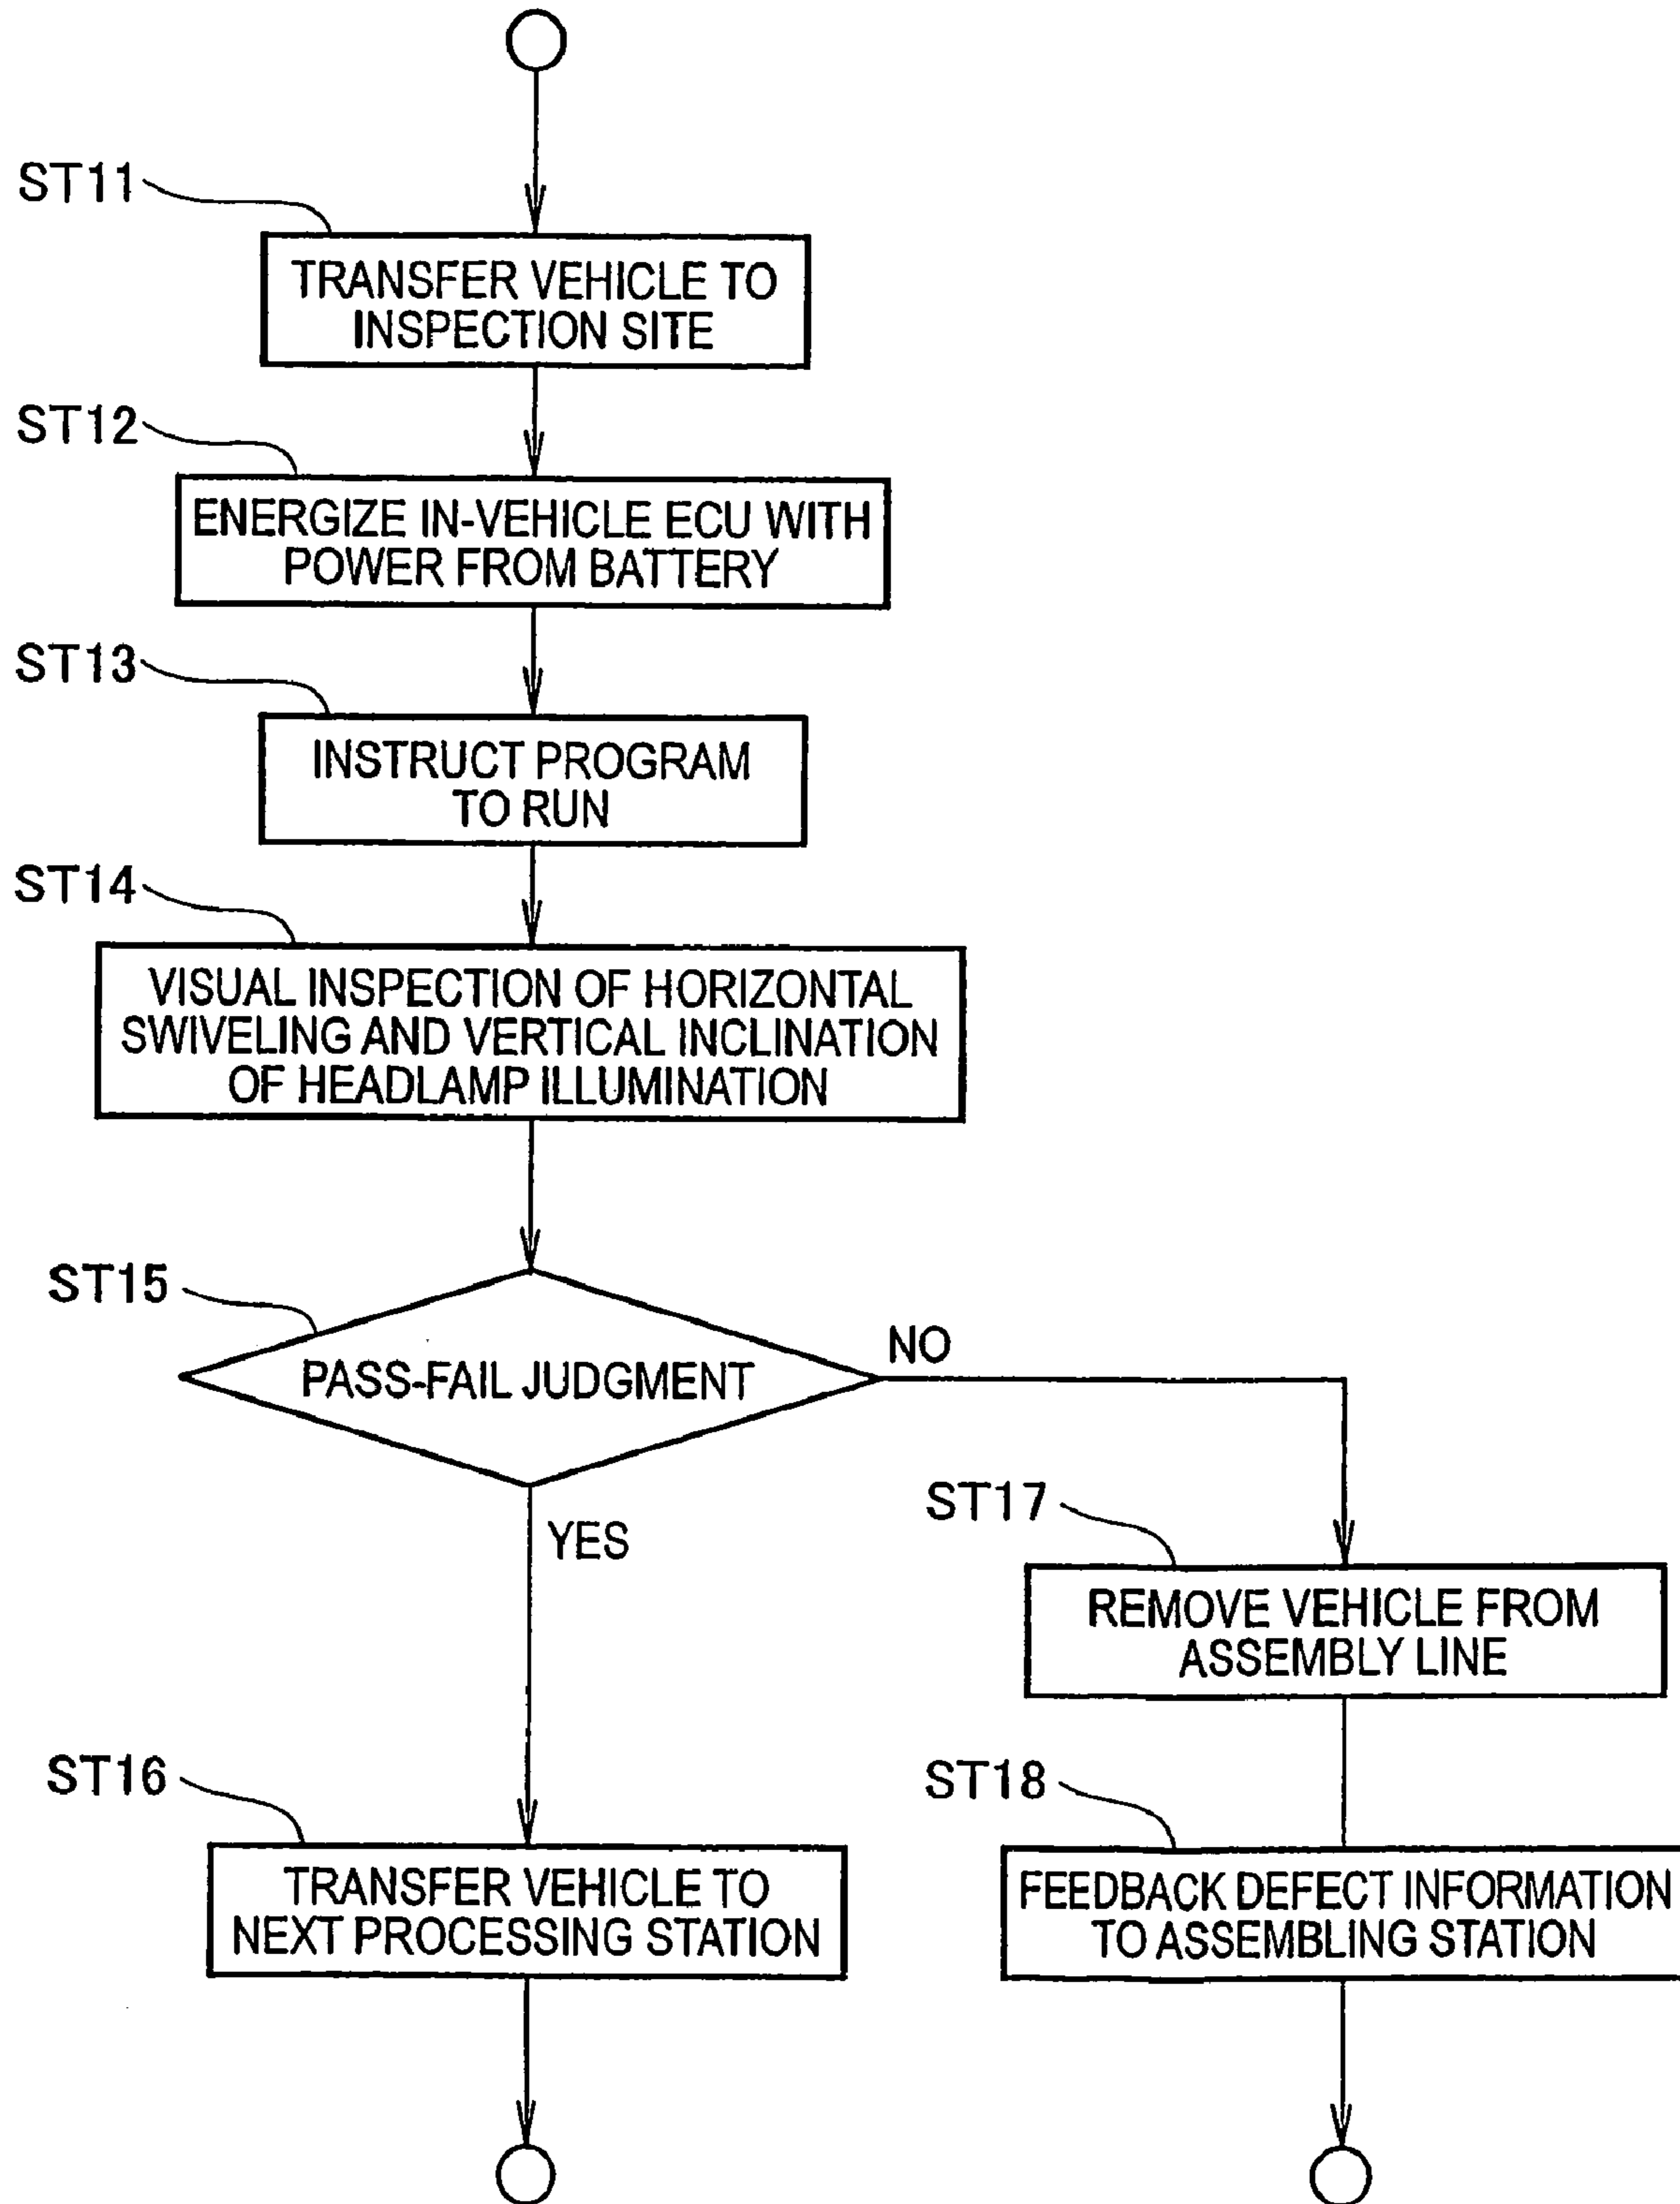 ST11
TRANSFER VEHICLE TO
INSPECTION SITE
ST12
ENERGIZE IN-VEHICLE ECU WITH
POWER FROM BATTERY
ST13
INSTRUCT PROGRAM
TO RUN
ST14
VISUAL INSPECTION OF HORIZONTAL
SWIVELING AND VERTICAL INCLINATION
OF HEADLAMP ILLUMINATION
ST15
PASS-FAIL JUDGMENT
NO
YES
ST17
REMOVE VEHICLE FROM
ASSEMBLY LINE
ST16
TRANSFER VEHICLE TO
NEXT PROCESSING STATION
ST18
FEEDBACK DEFECT INFORMATION
TO ASSEMBLING STATION